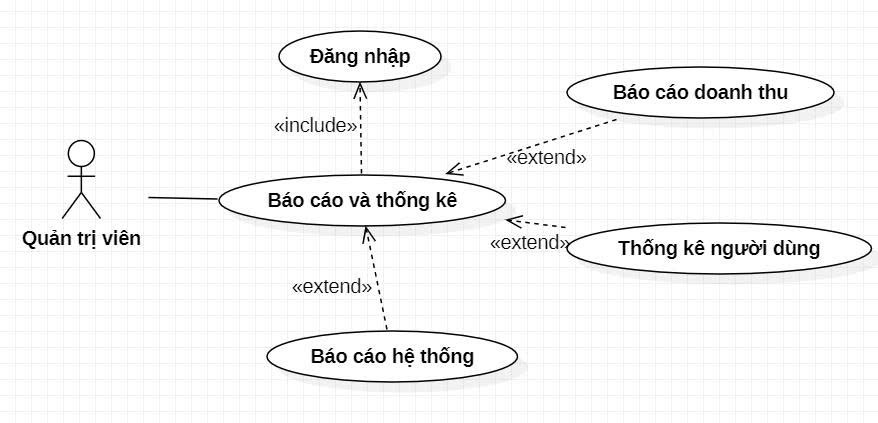 Đăng nhập
Báo cáo doanh thu
«include»
«extend»
Báo cáo và thống kê
Quản trị viên
«extend»
Thống kê người dùng
«extend»
Báo cáo hệ thống